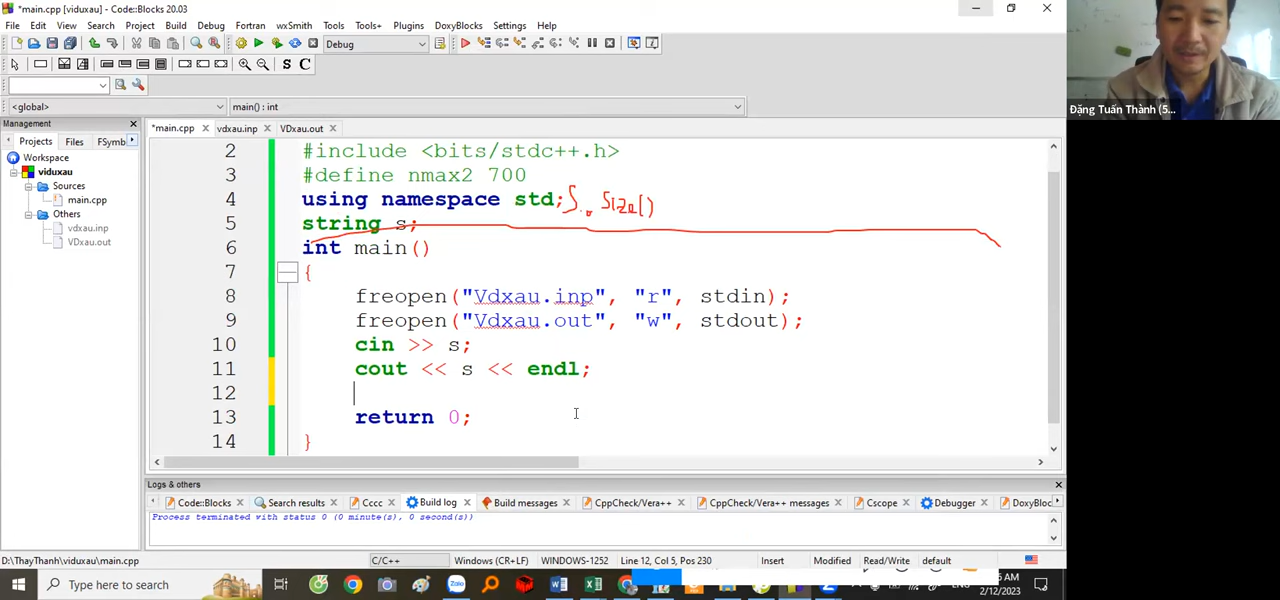 *main.cpp [viduxau] - Code::Blocks 20.03
File Edit View Search Project Build Debug Fortran wxSmith Tools Tools+ Plugins DoxyBlocks Settings Help
Debug
S C
<global> main() : int
Management
*main.cpp vdxau.inp VDxau.out
Projects Files FSymb
Workspace
viduxau
Sources
main.cpp
Others
vdxau.inp
VDxau.out
2 #include <bits/stdc++.h>
3 #define nmax2 700
4 using namespace std; S. size()
5 string s;
6 int main()
7 {
8 freopen("Vdxau.inp", "r", stdin);
9 freopen("Vdxau.out", "w", stdout);
10 cin >> s;
11 cout << s << endl;
12
13 return 0;
14 }
Logs & others
Code::Blocks Search results Cccc Build log Build messages CppCheck/Vera++ CppCheck/Vera++ messages Cscope Debugger DoxyBloc
Process terminated with status 0 (0 minute(s), 0 second(s))
D:\ThayThanh\viduxau\main.cpp C/C++ Windows (CR+LF) WINDOWS-1252 Line 12, Col 5, Pos 230 Insert Modified Read/Write default
Type here to search
2/12/2023
Đặng Tuấn Thành (5...